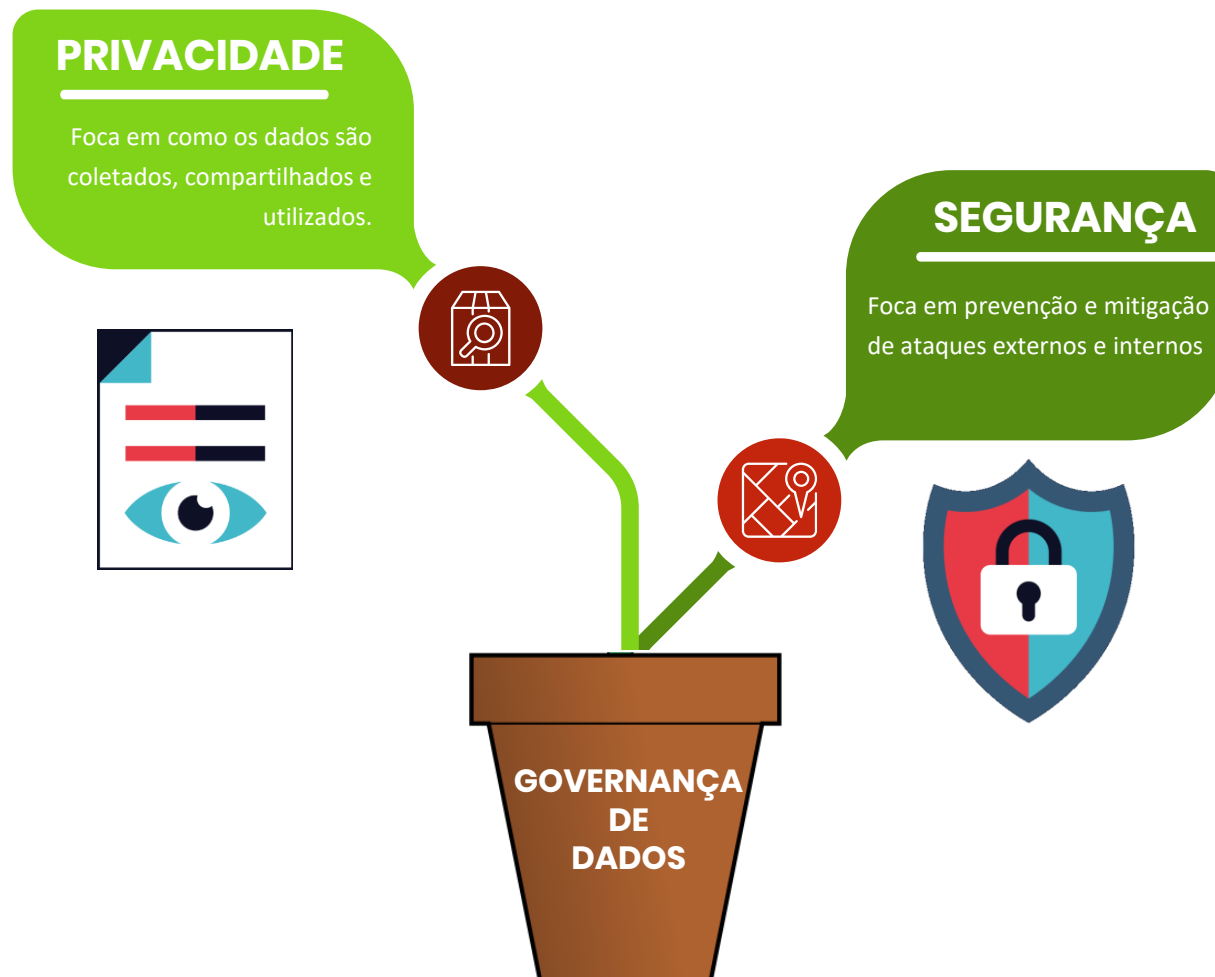 PRIVACIDADE
Foca em como os dados são
coletados, compartilhados e
utilizados.
SEGURANÇA
Foca em prevenção e mitigação
de ataques externos e internos
GOVERNANÇA
DE
DADOS